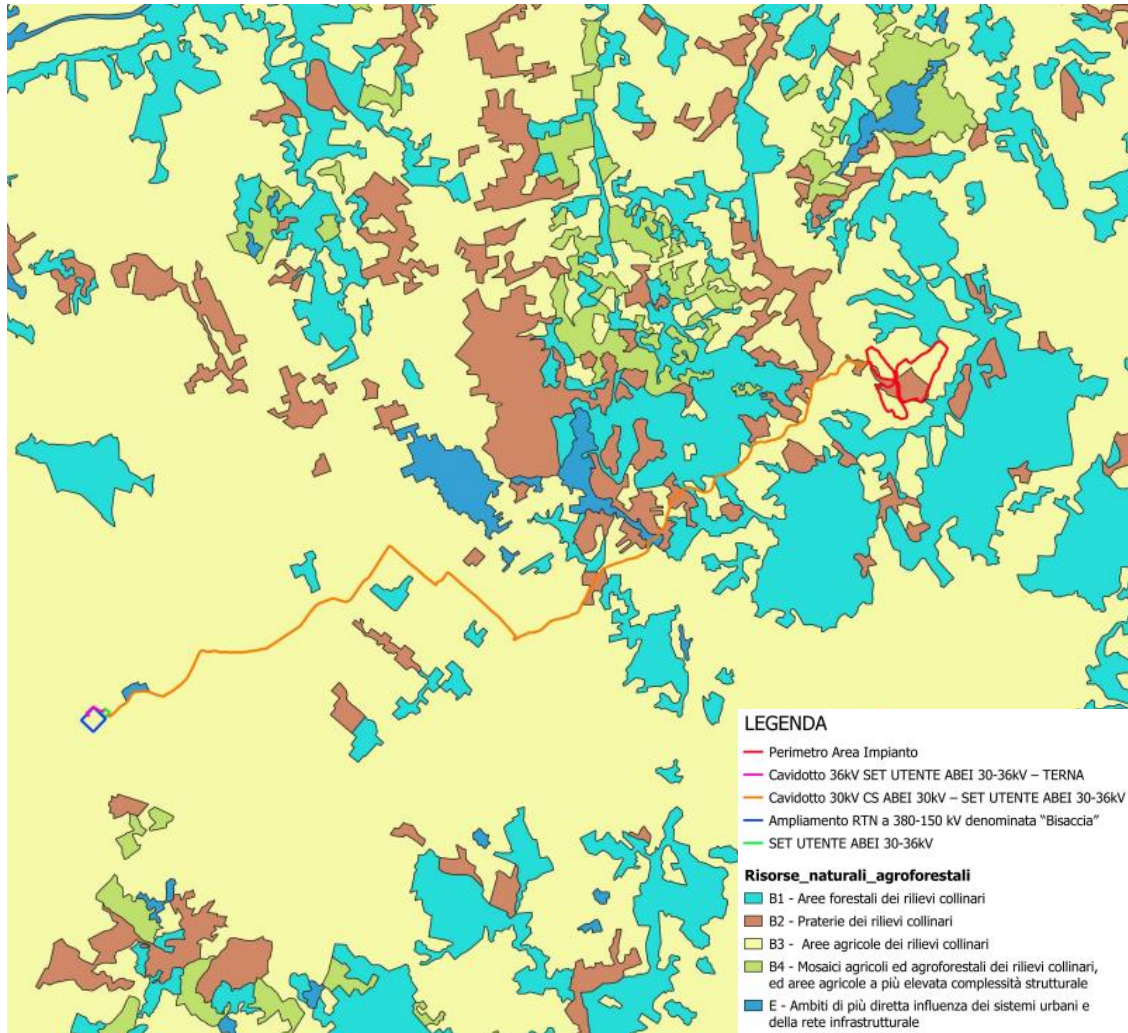 LEGENDA
Perimetro Area Impianto
Cavidotto 36kV SET UTENTE ABEI 30-36kV – TERNA
Cavidotto 30kV CS ABEI 30kV – SET UTENTE ABEI 30-36kV
Ampliamento RTN a 380-150 kV denominata “Bisaccia”
SET UTENTE ABEI 30-36kV
Risorse_naturali_agroforestali
B1 - Aree forestali dei rilievi collinari
B2 - Praterie dei rilievi collinari
B3 - Aree agricole dei rilievi collinari
B4 - Mosaici agricoli ed agroforestali dei rilievi collinari,
ed aree agricole a più elevata complessità strutturale
E - Ambiti di più diretta influenza dei sistemi urbani e
della rete infrastrutturale